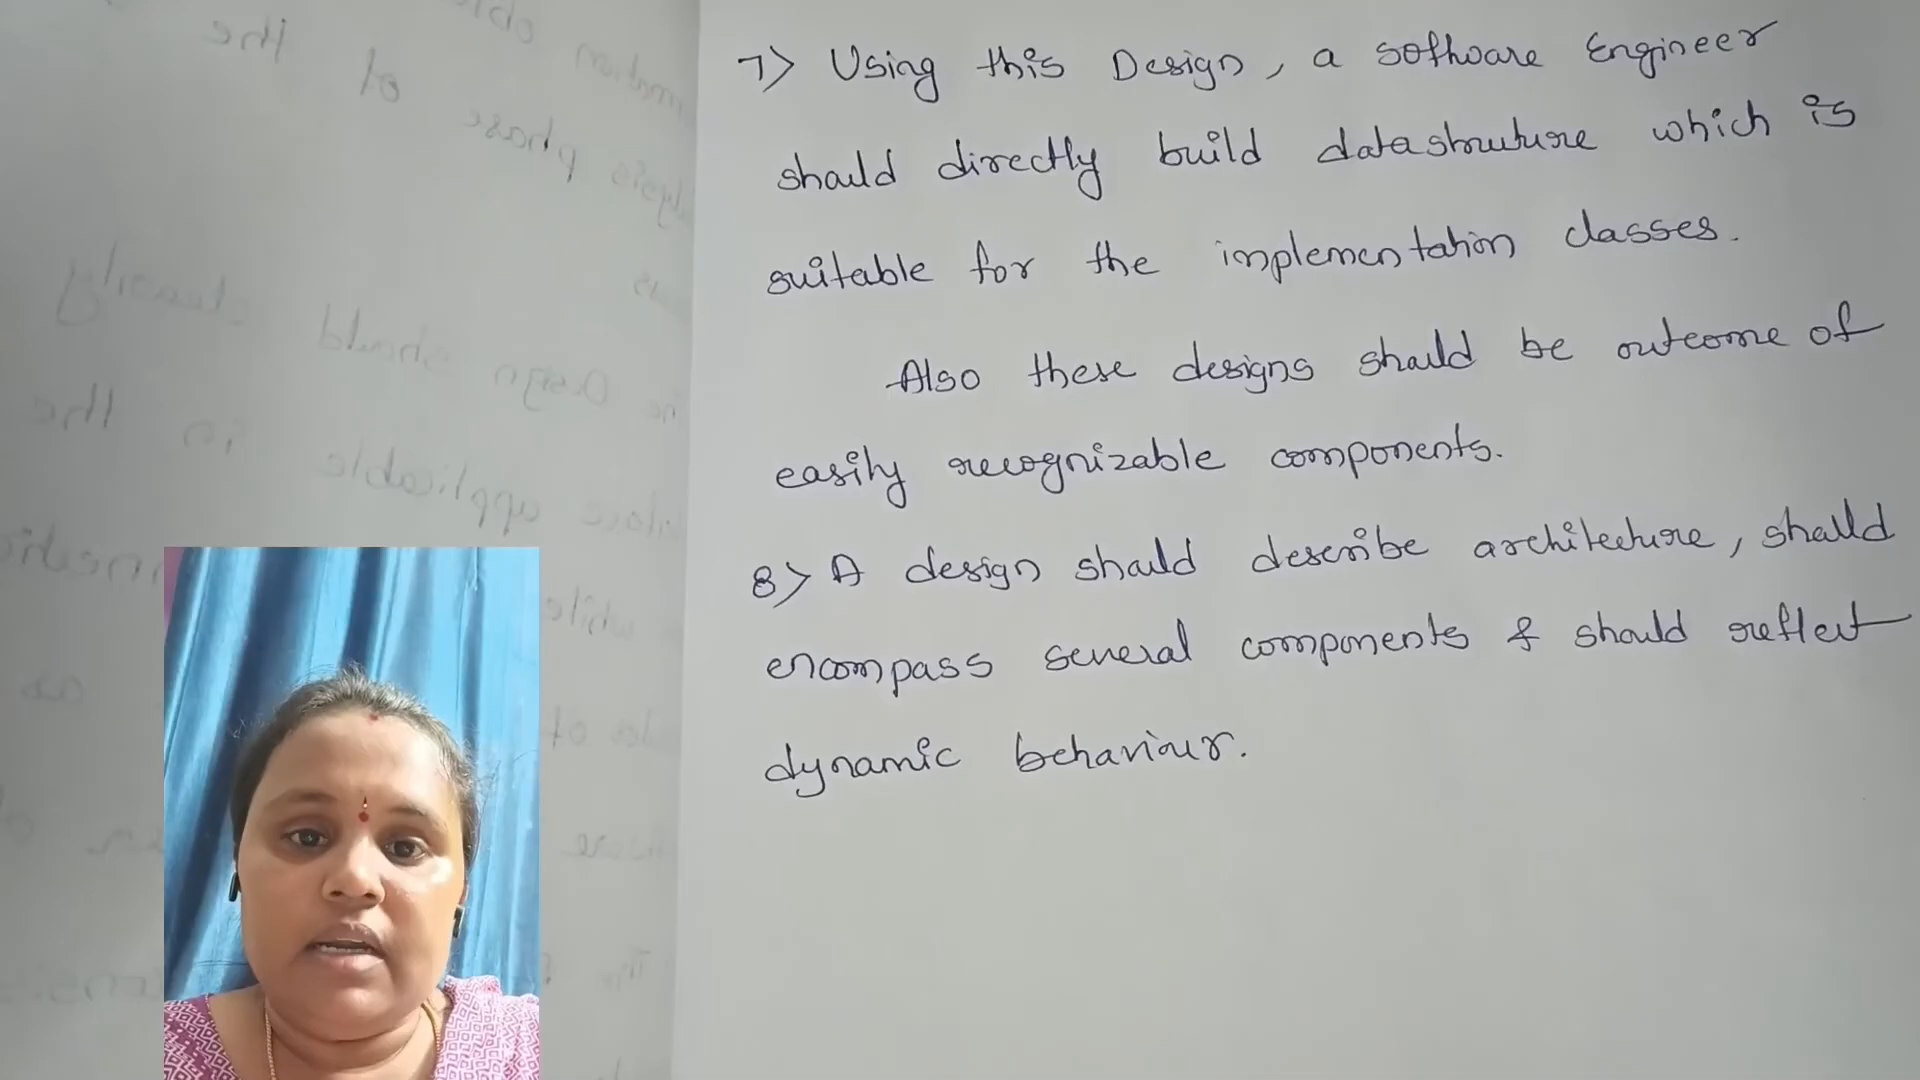 7) Using this Design, a software Engineer
should directly build datastruture which is
suitable for the implementation classes.
Also these designs should be outcome of
easily recognizable components.
8) A design should describe architecture, should
encompass several components & should reflect
dynamic behaviour.